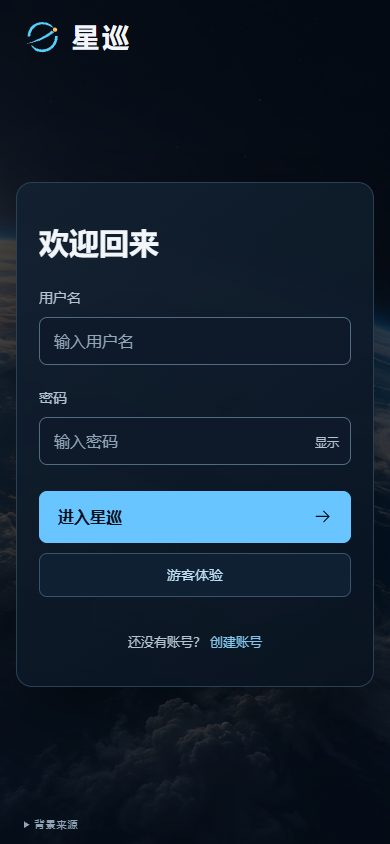 星巡
欢迎回来
用户名
输入用户名
密码
输入密码 显示
进入星巡 →
游客体验
还没有账号? 创建账号
▶ 背景来源